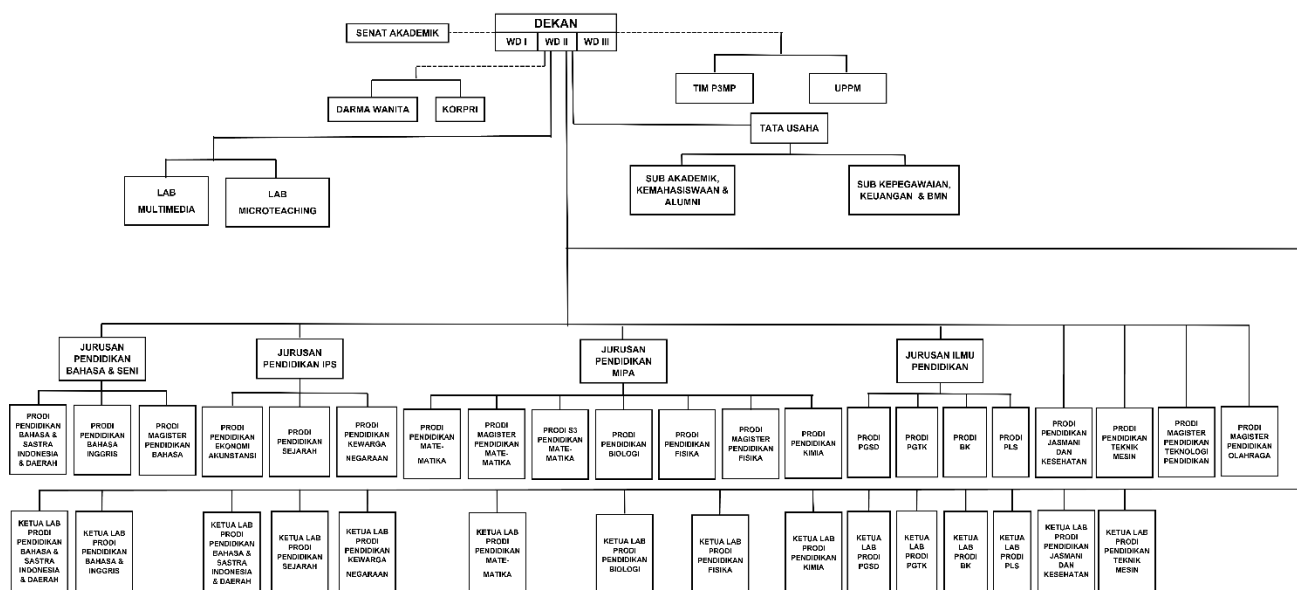 DEKAN
SENAT AKADEMIK
WD I
WD II
WD III
TIM P3MP
UPPM
DARMA WANITA
KORPRI
TATA USAHA
LAB
MULTIMEDIA
LAB
MICROTEACHING
SUB AKADEMIK,
KEMAHASISWAAN &
ALUMNI
SUB KEPEGAWAIAN,
KEUANGAN & BMN
JURUSAN
PENDIDIKAN
BAHASA & SENI
JURUSAN
PENDIDIKAN IPS
JURUSAN
PENDIDIKAN
MIPA
JURUSAN ILMU
PENDIDIKAN
PRODI
PENDIDIKAN
BAHASA &
SASTRA
INDONESIA
& DAERAH
PRODI
PENDIDIKAN
BAHASA
INGGRIS
PRODI
MAGISTER
PENDIDIKAN
BAHASA
PRODI
PENDIDIKAN
EKONOMI
AKUNSTANSI
PRODI
PENDIDIKAN
SEJARAH
PRODI
PENDIDIKAN
KEWARGA
NEGARAAN
PRODI
PENDIDIKAN
MATE-
MATIKA
PRODI
MAGISTER
PENDIDIKAN
MATE-
MATIKA
PRODI S3
PENDIDIKAN
MATE-
MATIKA
PRODI
PENDIDIKAN
BIOLOGI
PRODI
PENDIDIKAN
FISIKA
PRODI
MAGISTER
PENDIDIKAN
FISIKA
PRODI
PENDIDIKAN
KIMIA
PRODI
PGSD
PRODI
PGTK
PRODI
BK
PRODI
PLS
PRODI
PENDIDIKAN
JASMANI
DAN
KESEHATAN
PRODI
PENDIDIKAN
TEKNIK
MESIN
PRODI
MAGISTER
PENDIDIKAN
TEKNOLOGI
PENDIDIKAN
PRODI
MAGISTER
PENDIDIKAN
OLAHRAGA
KETUA LAB
PRODI
PENDIDIKAN
BAHASA &
SASTRA
INDONESIA
& DAERAH
KETUA LAB
PRODI
PENDIDIKAN
BAHASA &
INGGRIS
KETUA LAB
PRODI
PENDIDIKAN
BAHASA &
SASTRA
INDONESIA
& DAERAH
KETUA LAB
PRODI
PENDIDIKAN
SEJARAH
KETUA LAB
PRODI
PENDIDIKAN
KEWARGA
NEGARAAN
KETUA LAB
PRODI
PENDIDIKAN
MATE-
MATIKA
KETUA LAB
PRODI
PENDIDIKAN
BIOLOGI
KETUA LAB
PRODI
PENDIDIKAN
FISIKA
KETUA LAB
PRODI
PENDIDIKAN
KIMIA
KETUA
LAB
PRODI
PGSD
KETUA
LAB
PRODI
PGTK
KETUA
LAB
PRODI
BK
KETUA
LAB
PRODI
PLS
KETUA LAB
PRODI
PENDIDIKAN
JASMANI
DAN
KESEHATAN
KETUA LAB
PRODI
PENDIDIKAN
TEKNIK
MESIN